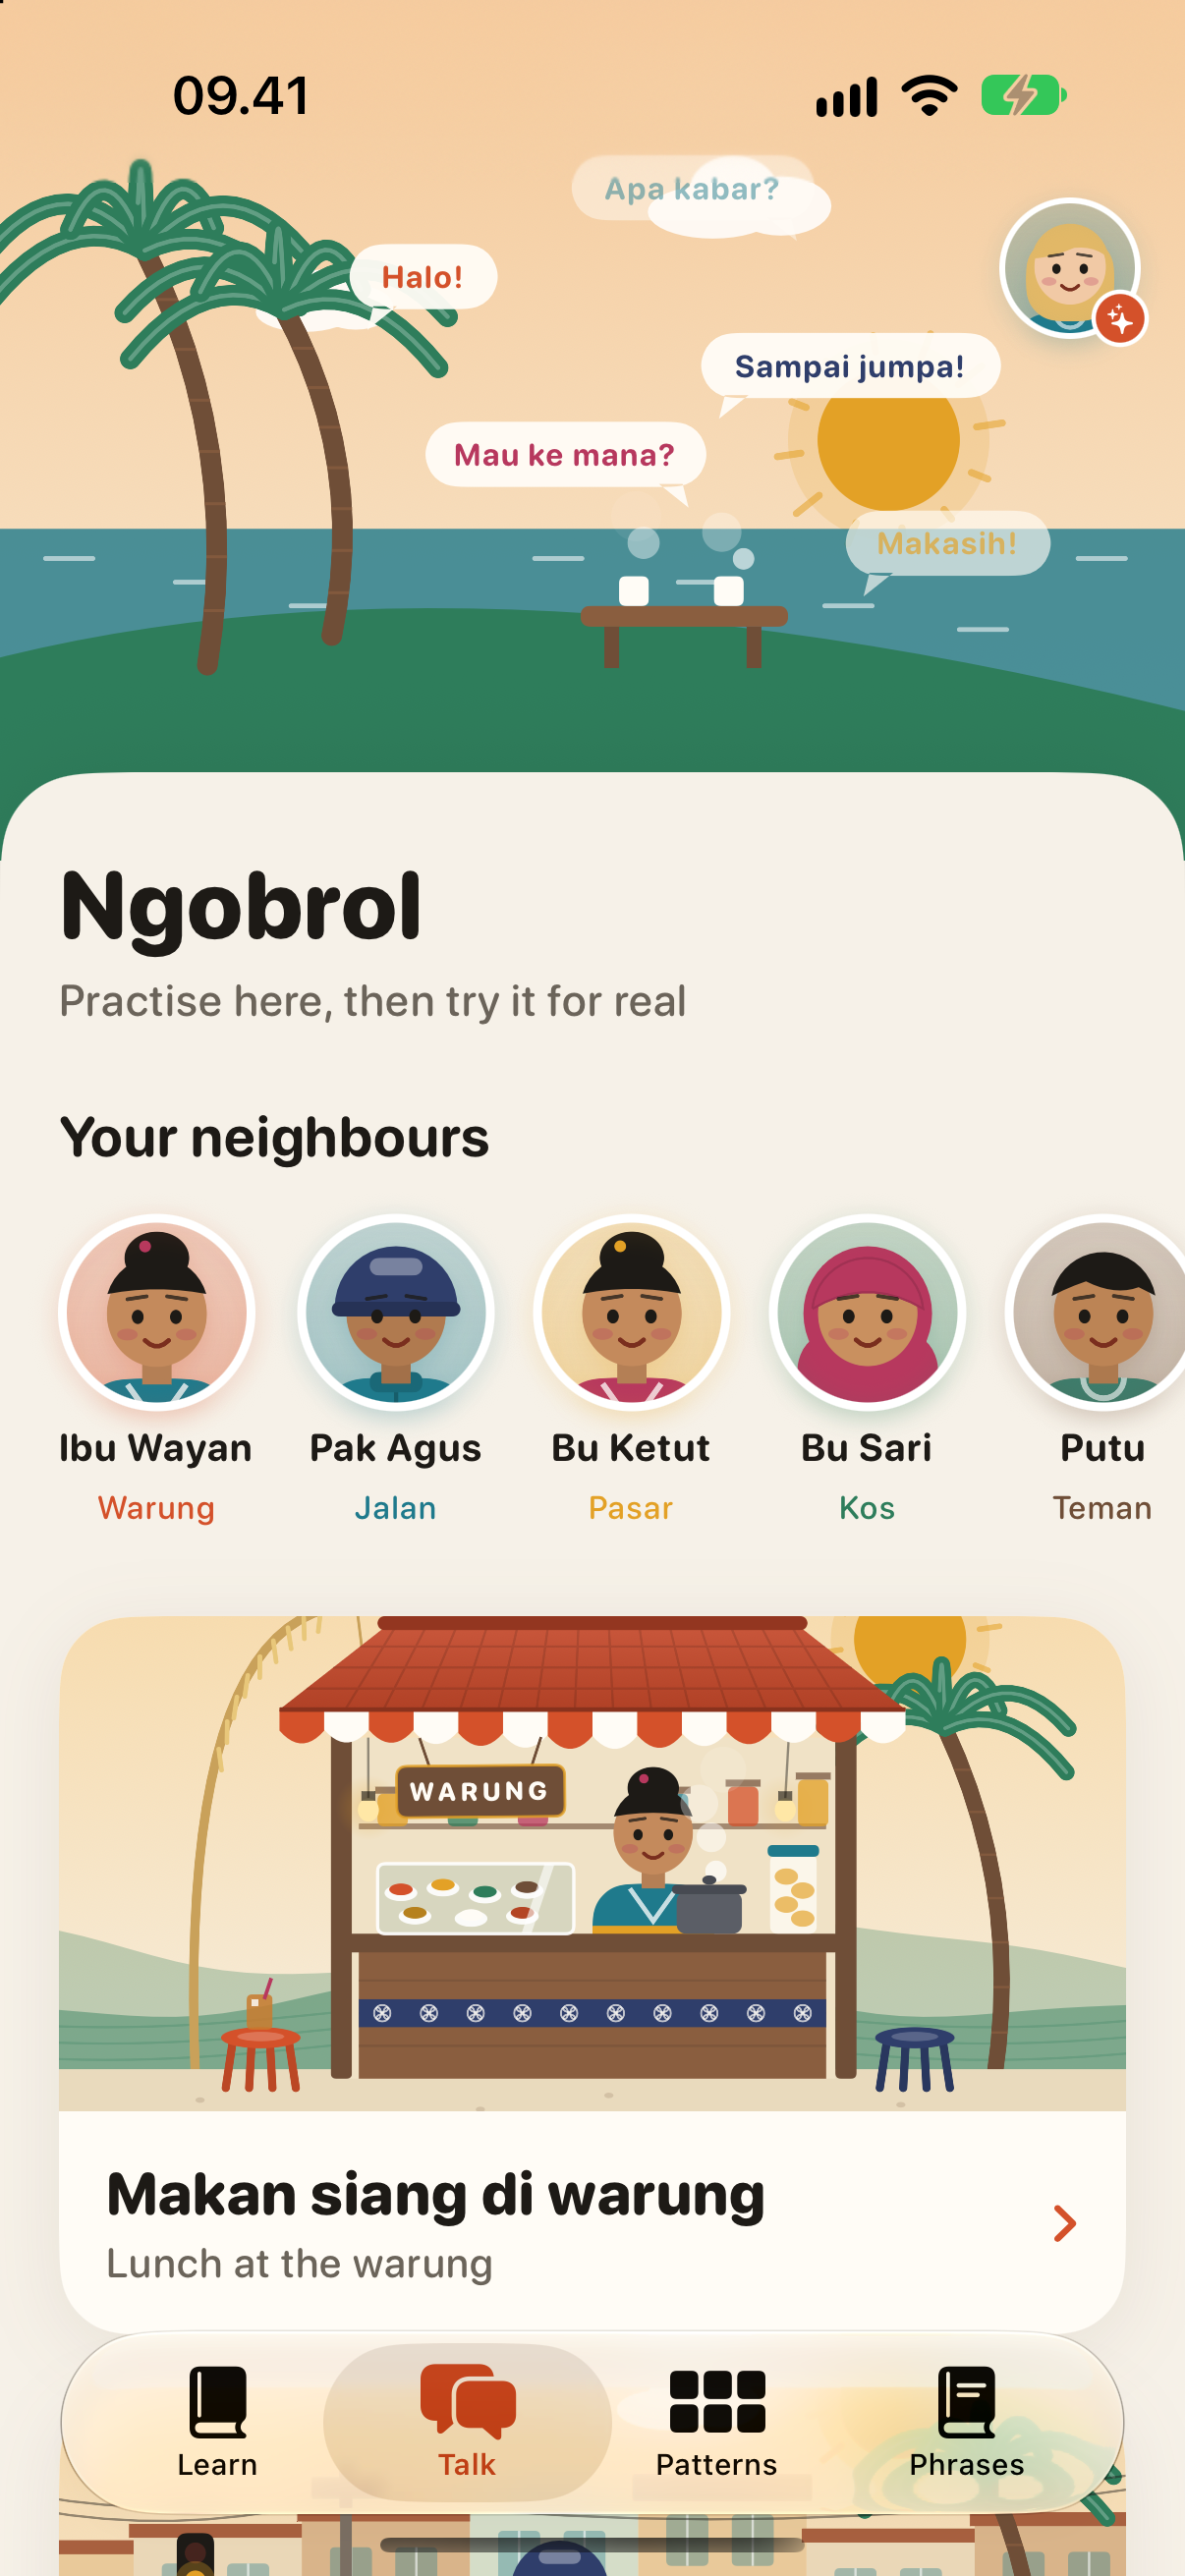 09.41
Apa kabar?
Halo!
Sampai jumpa!
Mau ke mana?
Makasih!
Ngobrol
Practise here, then try it for real
Your neighbours
Ibu Wayan
Pak Agus
Bu Ketut
Bu Sari
Putu
Warung
Jalan
Pasar
Kos
Teman
WARUNG
Makan siang di warung
Lunch at the warung
Learn
Talk
Patterns
Phrases